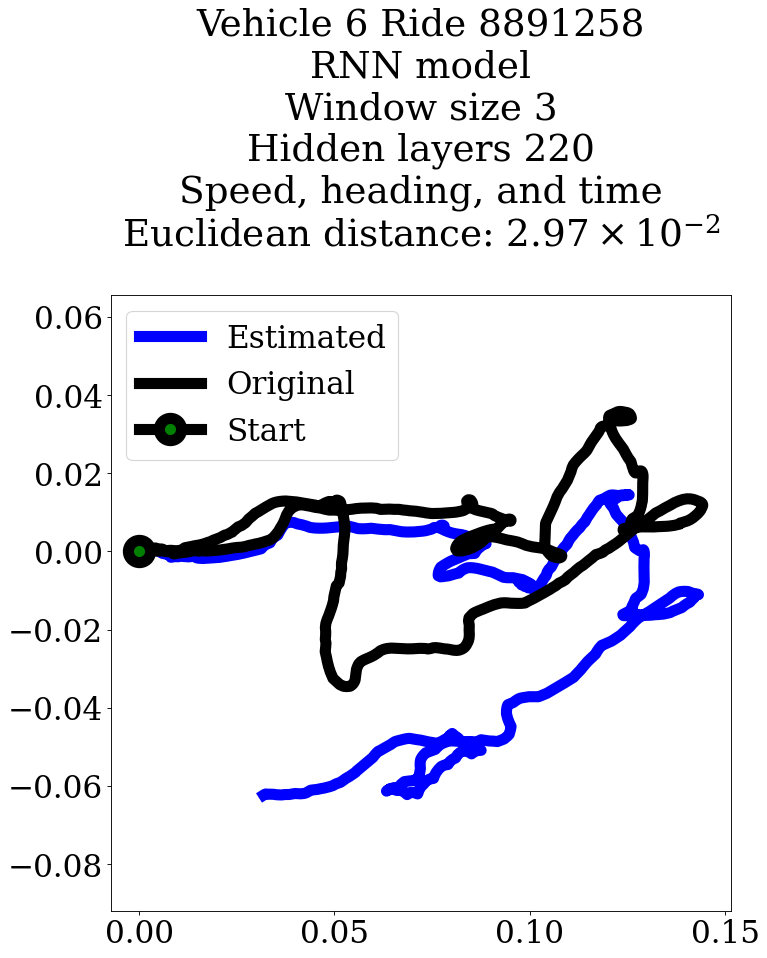 Vehicle 6 Ride 8891258
RNN model
Window size 3
Hidden layers 220
Speed, heading, and time
Euclidean distance: 2.97 × 10⁻²
Estimated
Original
Start
0.06
0.04
0.02
0.00
−0.02
−0.04
−0.06
−0.08
0.00 0.05 0.10 0.15